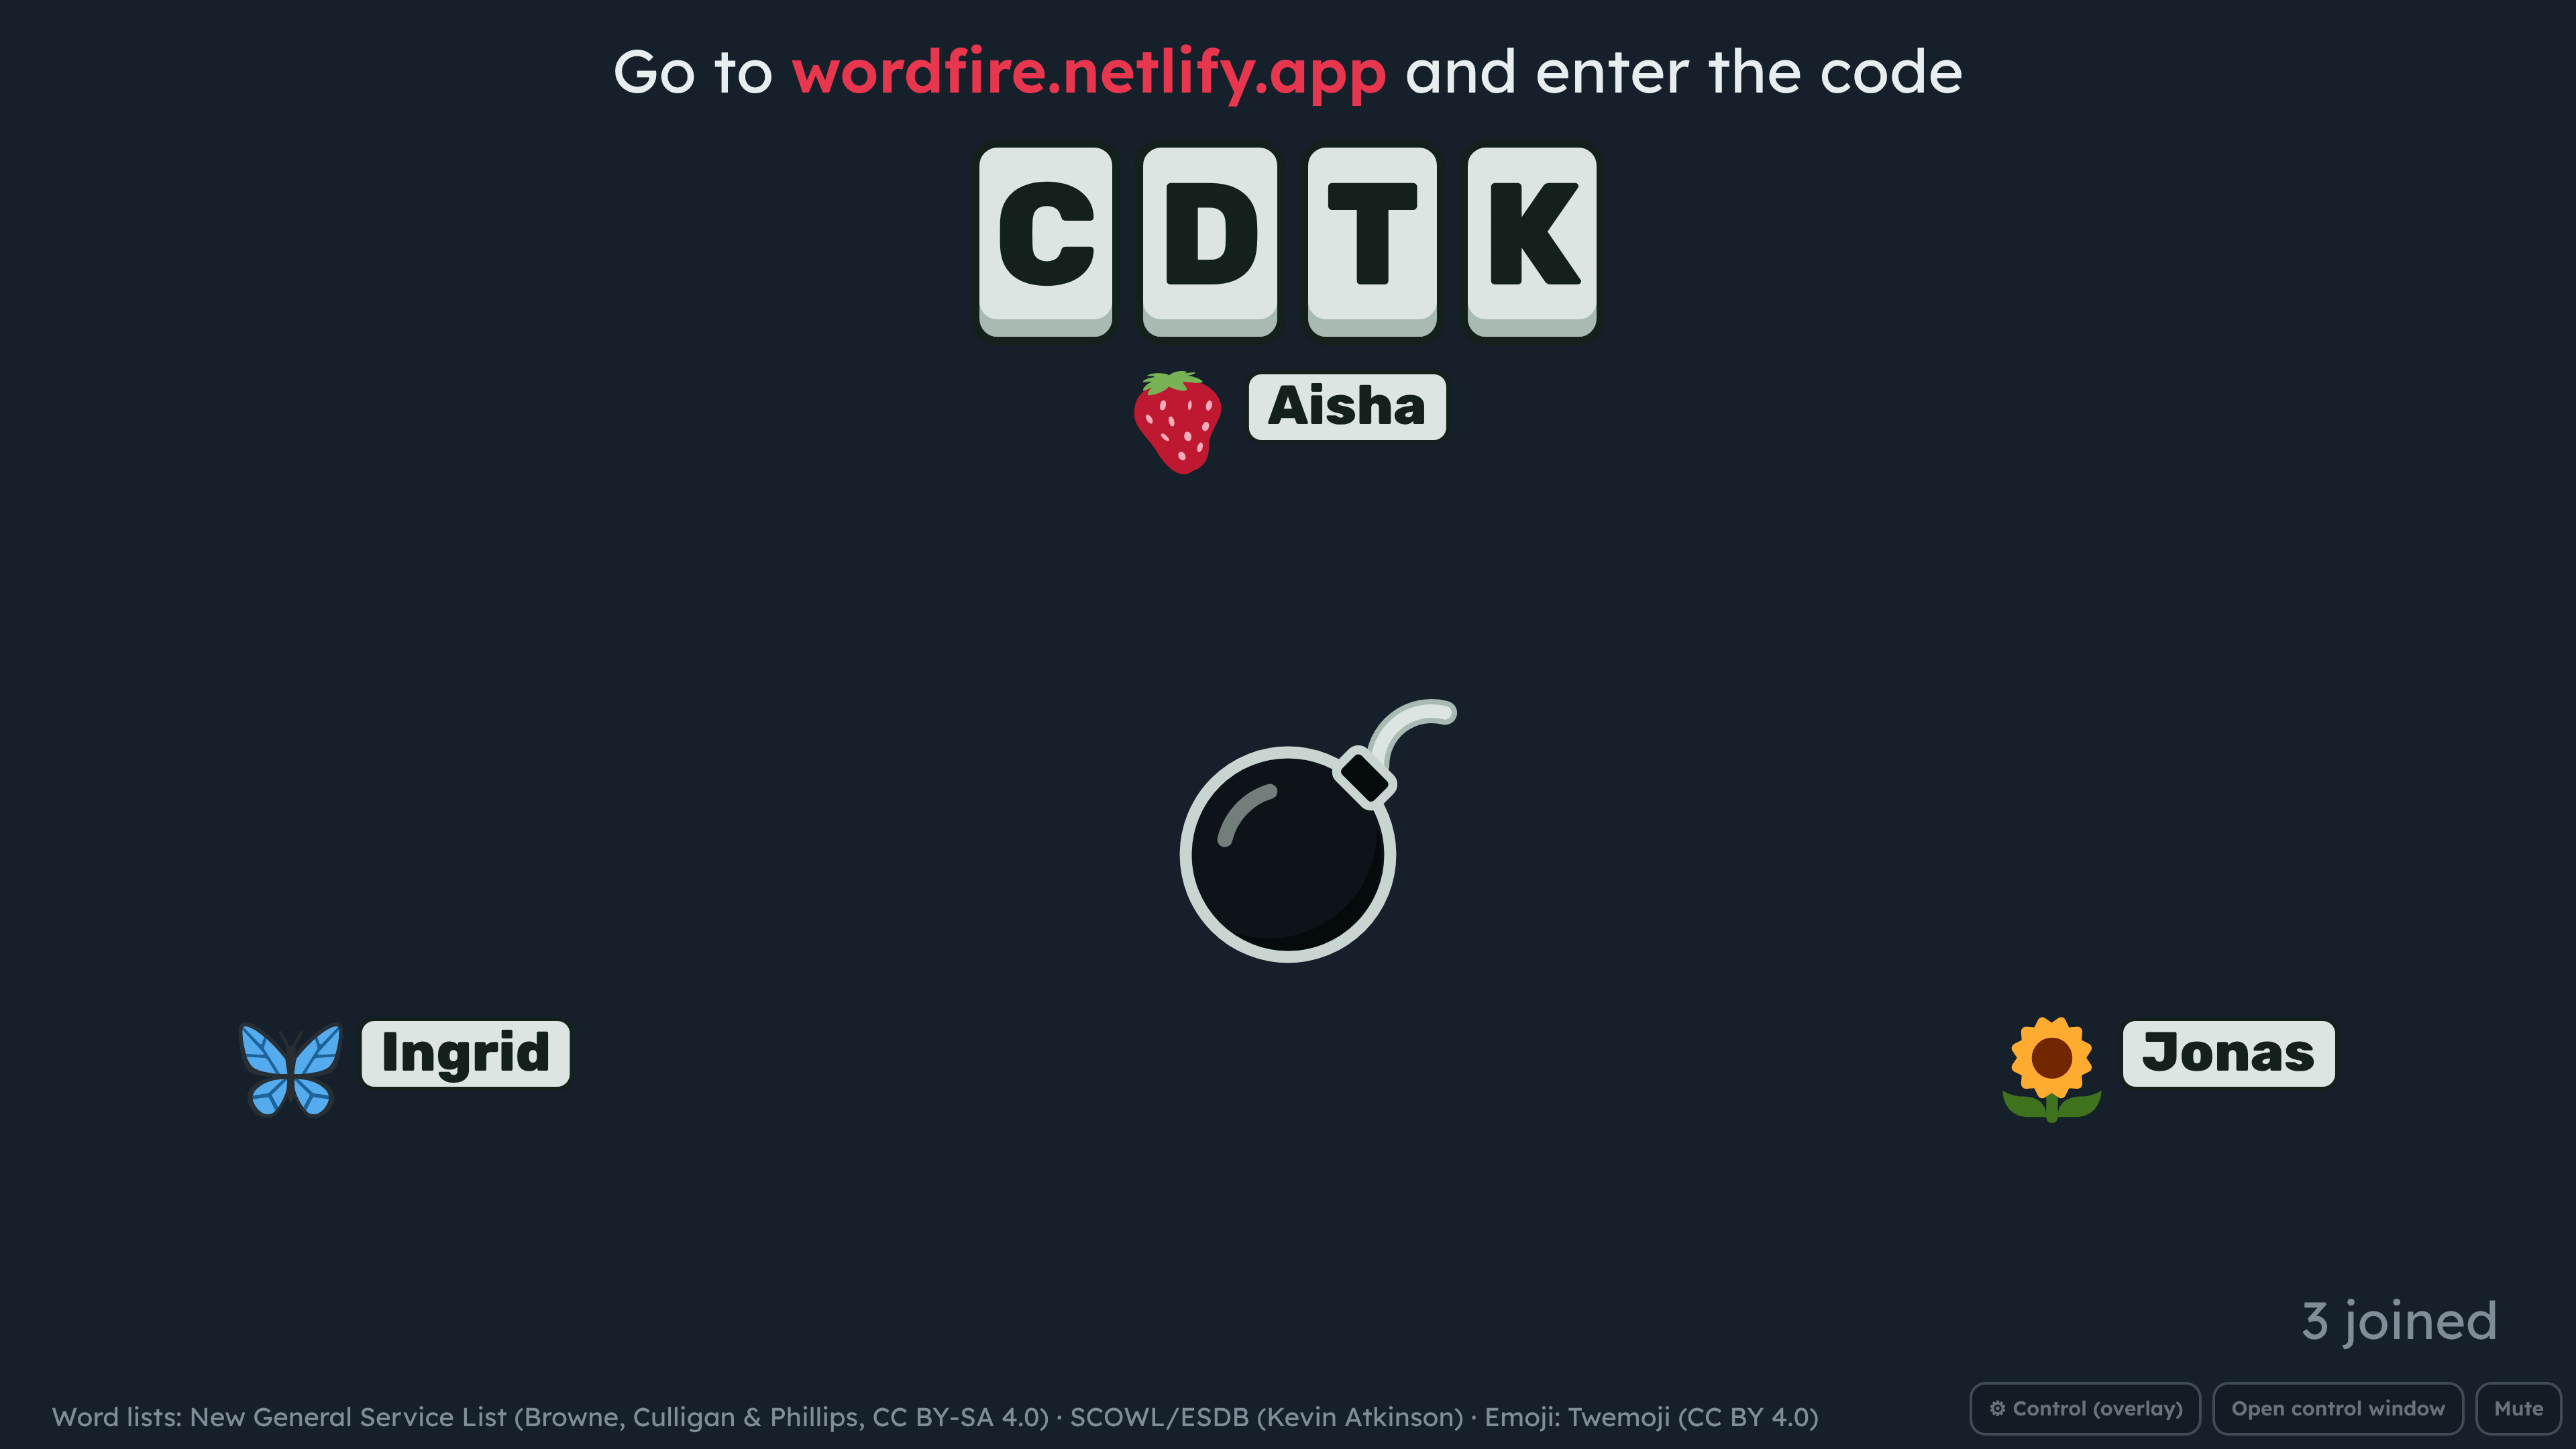 Go to wordfire.netlify.app and enter the code
CDTK
Aisha
Ingrid
Jonas
3 joined
Word lists: New General Service List (Browne, Culligan & Phillips, CC BY-SA 4.0) · SCOWL/ESDB (Kevin Atkinson) · Emoji: Twemoji (CC BY 4.0)
⚙ Control (overlay)
Open control window
Mute